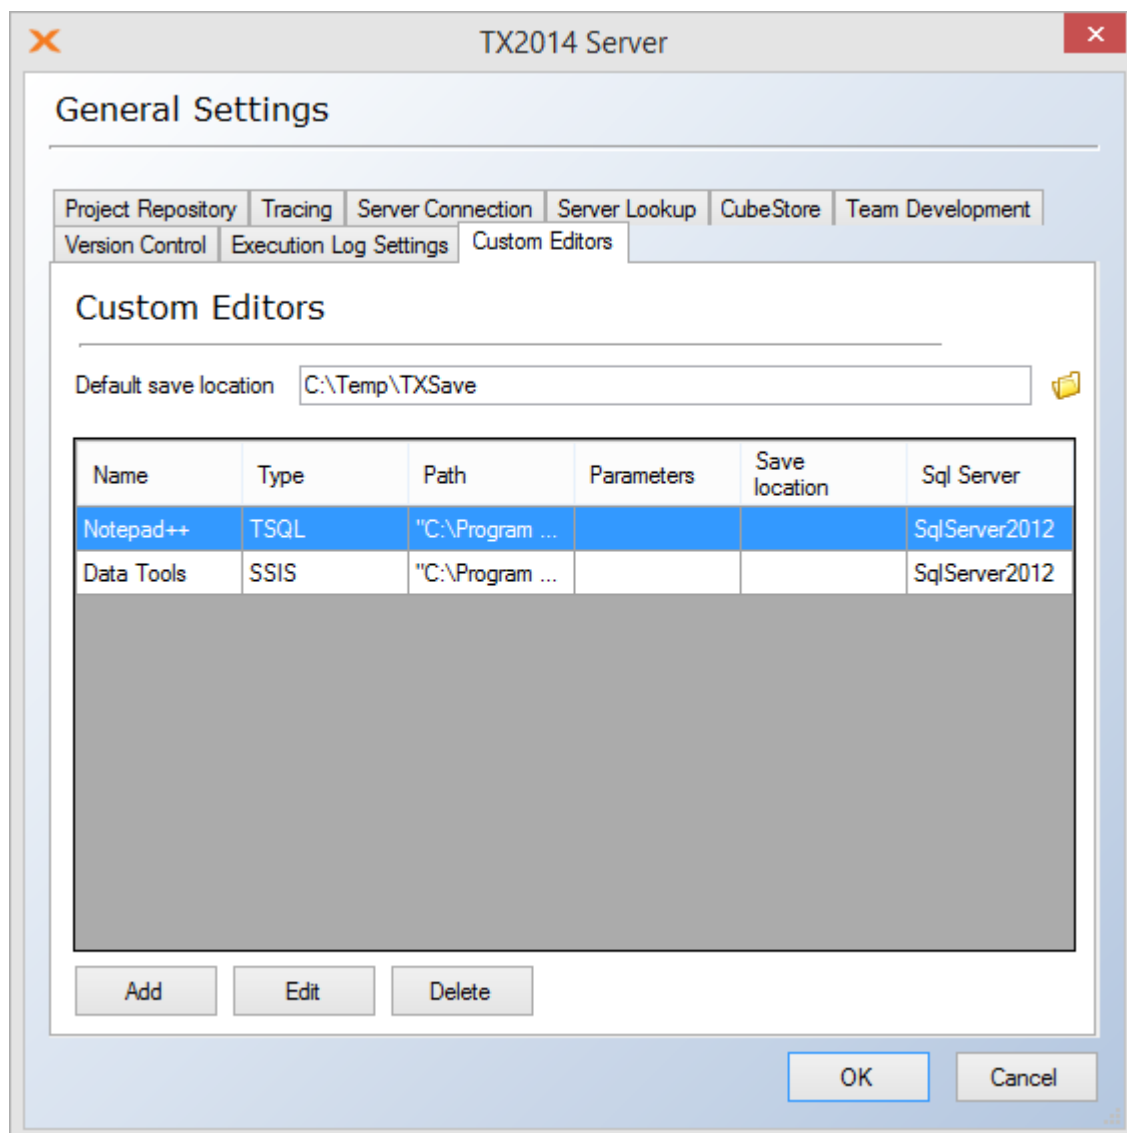 TX2014 Server
General Settings
Project Repository Tracing Server Connection Server Lookup CubeStore Team Development
Version Control Execution Log Settings Custom Editors
Custom Editors
Default save location C:\Temp\TXSave
Name Type Path Parameters Save location Sql Server
Notepad++ TSQL "C:\Program ... SqlServer2012
Data Tools SSIS "C:\Program ... SqlServer2012
Add Edit Delete
OK Cancel